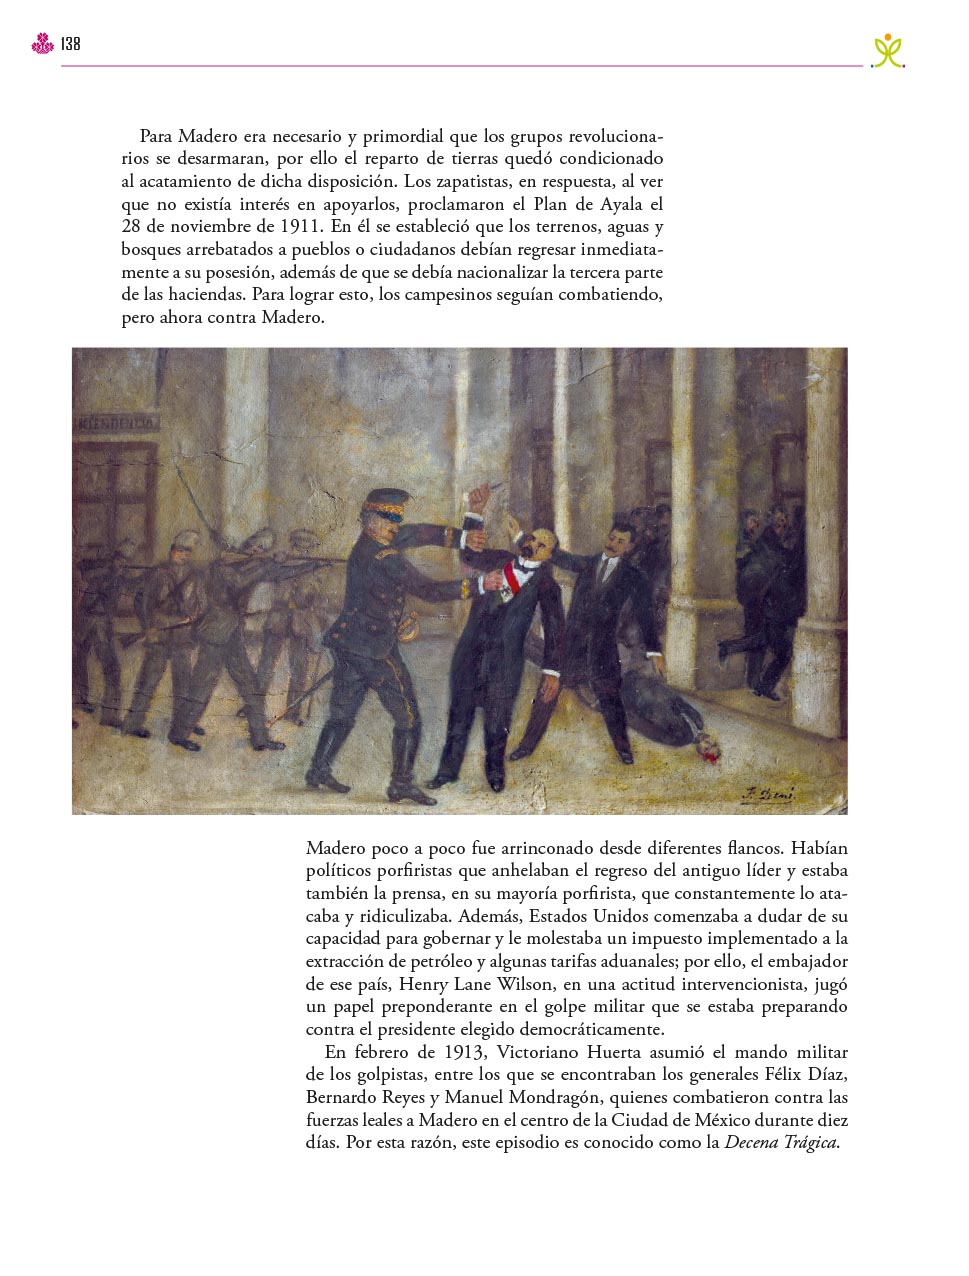 138
Para Madero era necesario y primordial que los grupos revoluciona-
rios se desarmaran, por ello el reparto de tierras quedó condicionado
al acatamiento de dicha disposición. Los zapatistas, en respuesta, al ver
que no existía interés en apoyarlos, proclamaron el Plan de Ayala el
28 de noviembre de 1911. En él se estableció que los terrenos, aguas y
bosques arrebatados a pueblos o ciudadanos debían regresar inmediata-
mente a su posesión, además de que se debía nacionalizar la tercera parte
de las haciendas. Para lograr esto, los campesinos seguían combatiendo,
pero ahora contra Madero.
Madero poco a poco fue arrinconado desde diferentes flancos. Habían
políticos porfiristas que anhelaban el regreso del antiguo líder y estaba
también la prensa, en su mayoría porfirista, que constantemente lo ata-
caba y ridiculizaba. Además, Estados Unidos comenzaba a dudar de su
capacidad para gobernar y le molestaba un impuesto implementado a la
extracción de petróleo y algunas tarifas aduanales; por ello, el embajador
de ese país, Henry Lane Wilson, en una actitud intervencionista, jugó
un papel preponderante en el golpe militar que se estaba preparando
contra el presidente elegido democráticamente.
En febrero de 1913, Victoriano Huerta asumió el mando militar
de los golpistas, entre los que se encontraban los generales Félix Díaz,
Bernardo Reyes y Manuel Mondragón, quienes combatieron contra las
fuerzas leales a Madero en el centro de la Ciudad de México durante diez
días. Por esta razón, este episodio es conocido como la Decena Trágica.